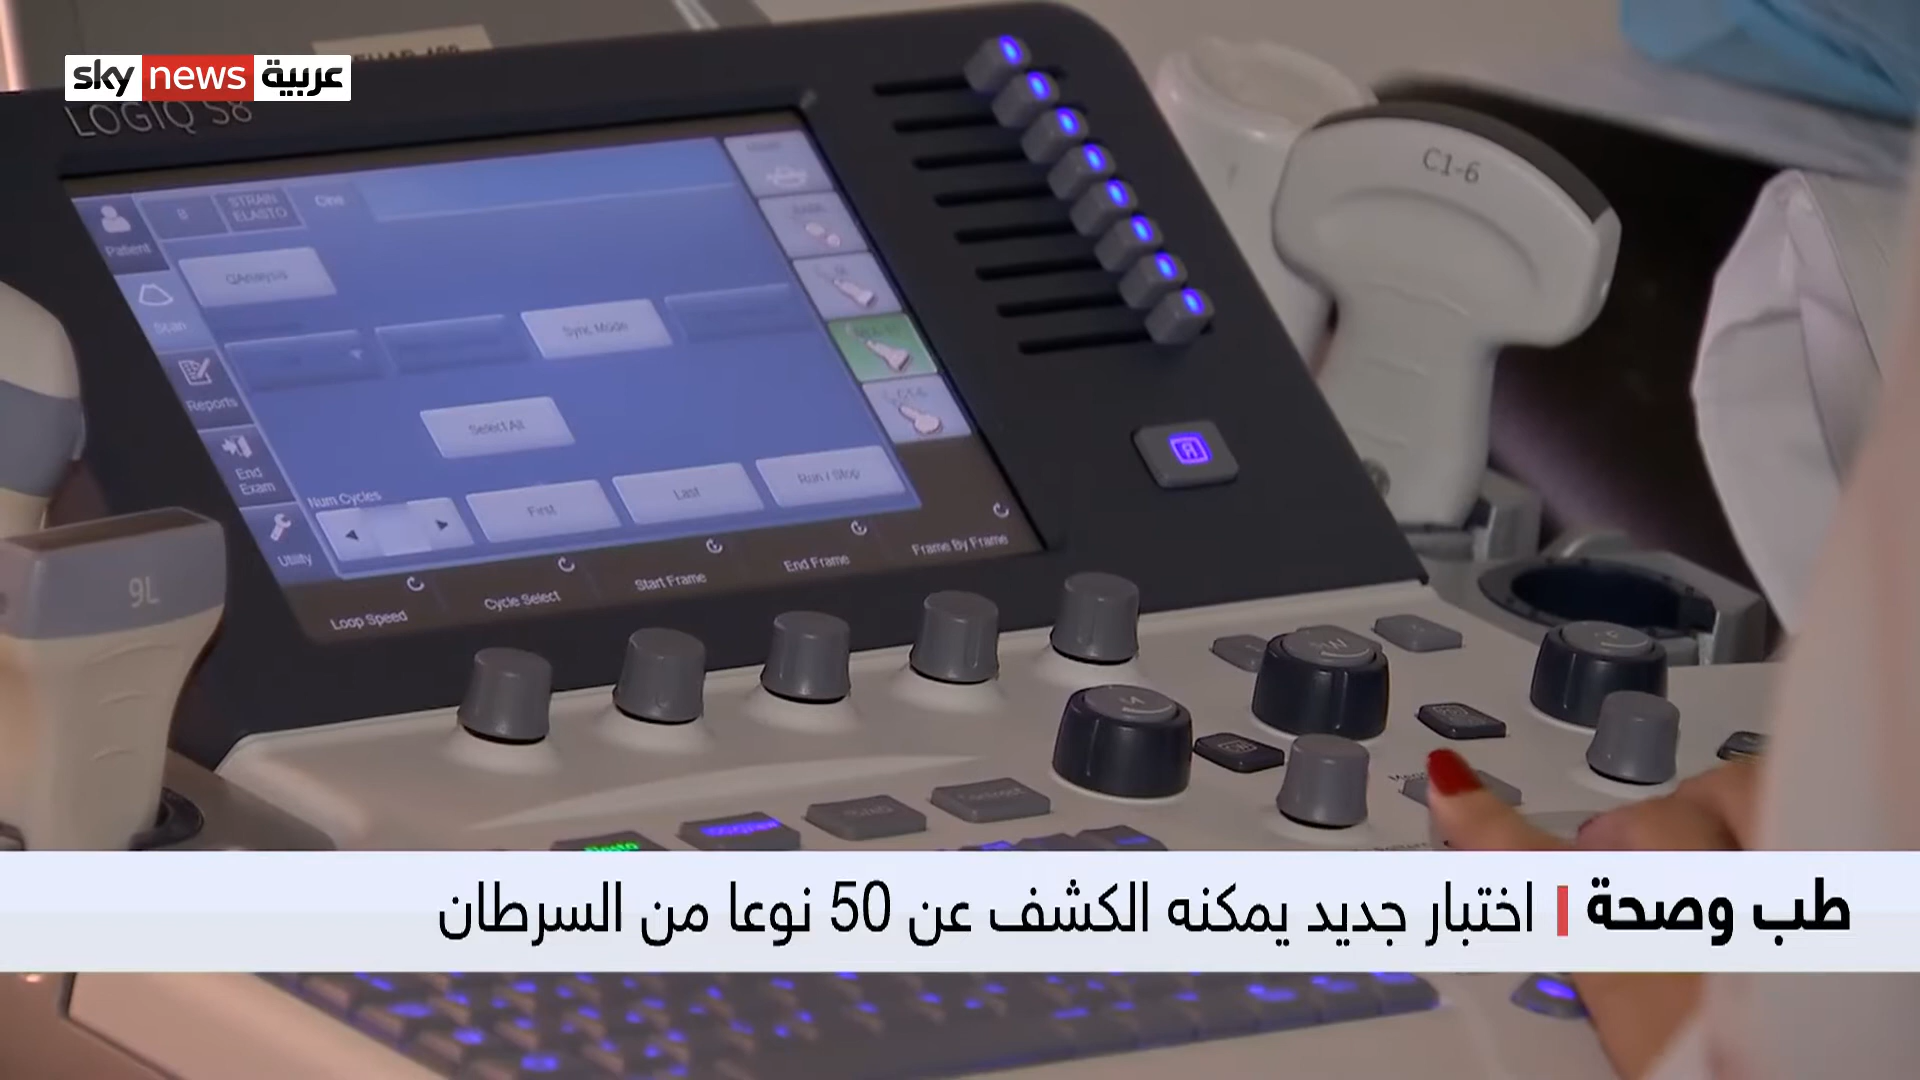 sky news عربية
LOGIQ S8
C1-6
B
STRAIN ELASTO
Cine
Patient
QAnalysis
Scan
Sync Mode
Reports
Select All
End Exam
Num Cycles
First
Last
Run / Stop
Utility
Loop Speed
Cycle Select
Start Frame
End Frame
Frame By Frame
9L
طب وصحة | اختبار جديد يمكنه الكشف عن 50 نوعا من السرطان